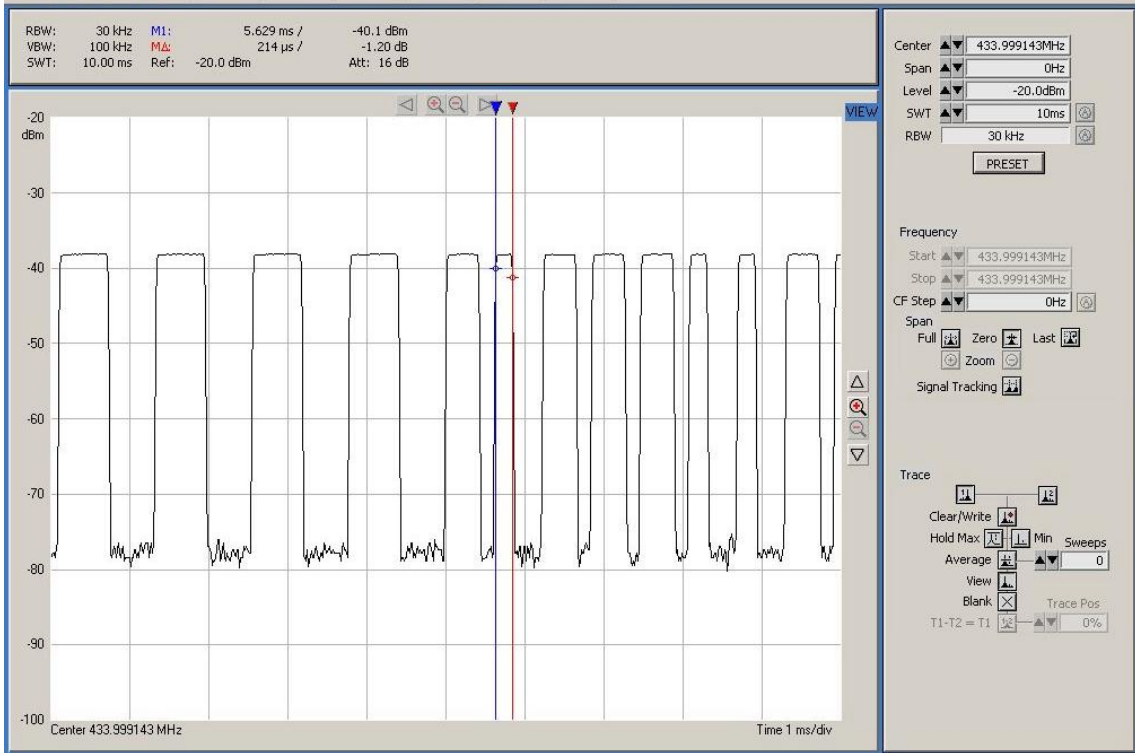 RBW: 30 kHz M1: 5.629 ms / -40.1 dBm
VBW: 100 kHz MΔ: 214 µs / -1.20 dB
SWT: 10.00 ms Ref: -20.0 dBm Att: 16 dB
VIEW
-20
dBm
-30
-40
-50
-60
-70
-80
-90
-100
Center 433.999143 MHz
Time 1 ms/div
Center 433.999143MHz
Span 0Hz
Level -20.0dBm
SWT 10ms
RBW 30 kHz
PRESET
Frequency
Start 433.999143MHz
Stop 433.999143MHz
CF Step 0Hz
Span
Full Zero Last
Zoom
Signal Tracking
Trace
1 2
Clear/Write
Hold Max Min Sweeps
Average 0
View
Blank Trace Pos
T1-T2 = T1 0%